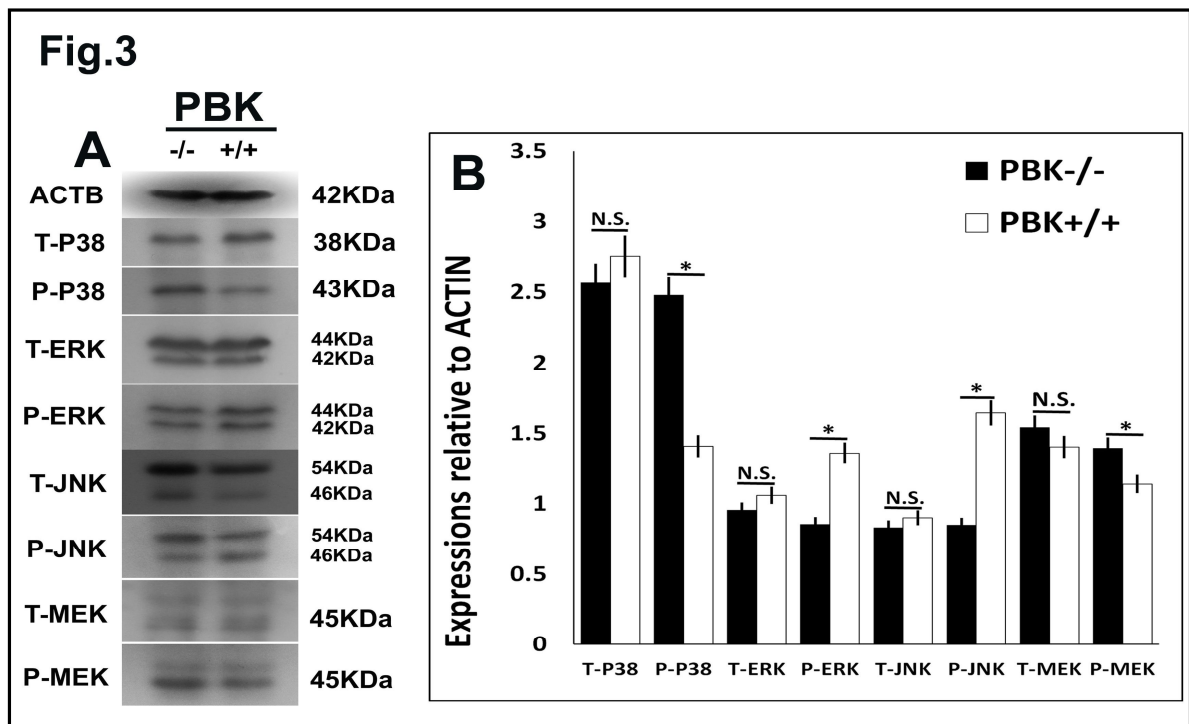 Fig.3
PBK
A
-/- +/+
ACTB 42KDa
T-P38 38KDa
P-P38 43KDa
T-ERK 44KDa
42KDa
P-ERK 44KDa
42KDa
T-JNK 54KDa
46KDa
P-JNK 54KDa
46KDa
T-MEK 45KDa
P-MEK 45KDa
B
PBK-/-
PBK+/+
Expressions relative to ACTIN
3.5
3
2.5
2
1.5
1
0.5
0
N.S.
*
N.S.
*
N.S.
*
N.S.
*
T-P38 P-P38 T-ERK P-ERK T-JNK P-JNK T-MEK P-MEK